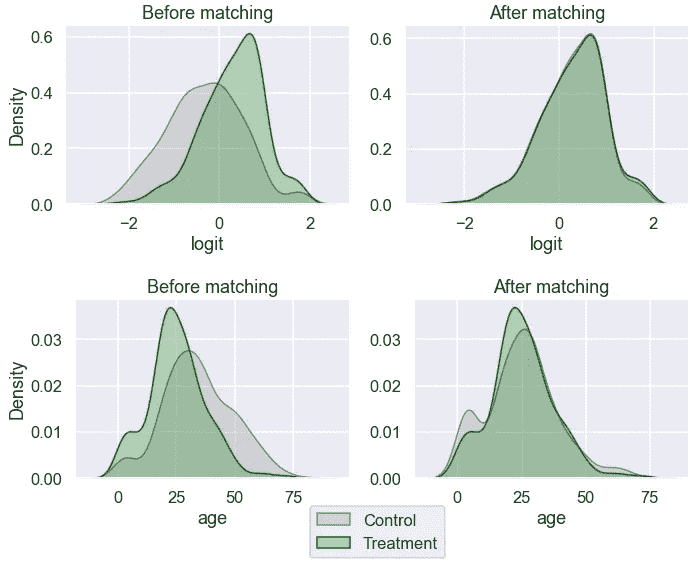 Before matching
After matching
0.6
0.4
0.2
0.0
Density
−2
0
2
logit
0.6
0.4
0.2
0.0
−2
0
2
logit
Before matching
After matching
0.03
0.02
0.01
0.00
Density
0
25
50
75
age
0.03
0.02
0.01
0.00
0
25
50
75
age
Control
Treatment